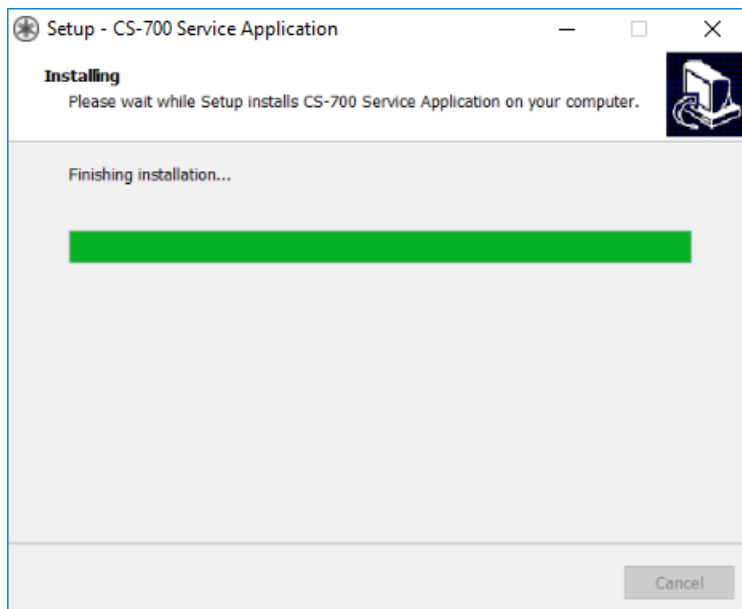 Setup - CS-700 Service Application
Installing
Please wait while Setup installs CS-700 Service Application on your computer.
Finishing installation...
Cancel